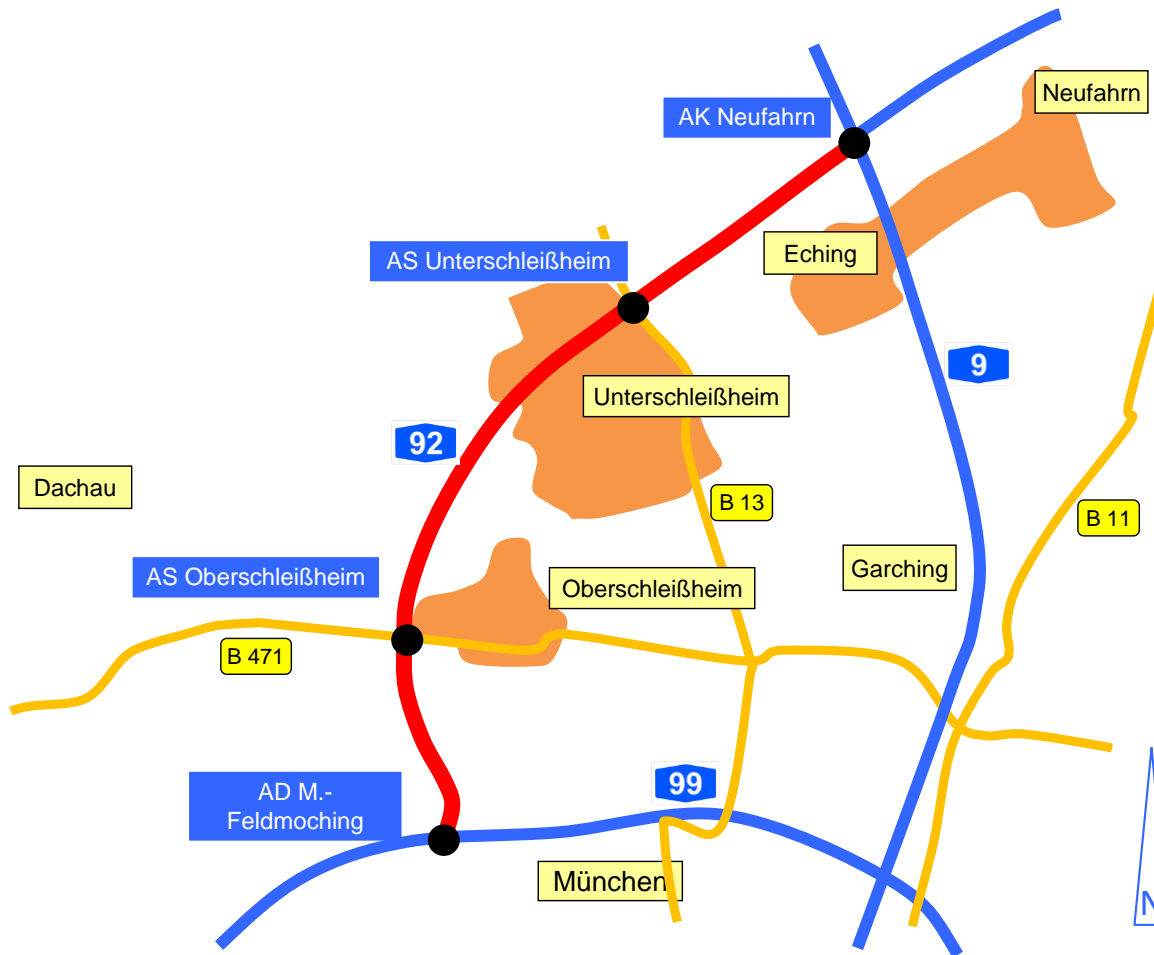 Neufahrn
AK Neufahrn
AS Unterschleißheim
Eching
9
Unterschleißheim
92
Dachau
B 13
B 11
AS Oberschleißheim
Oberschleißheim
Garching
B 471
99
AD M.-
Feldmoching
München
N